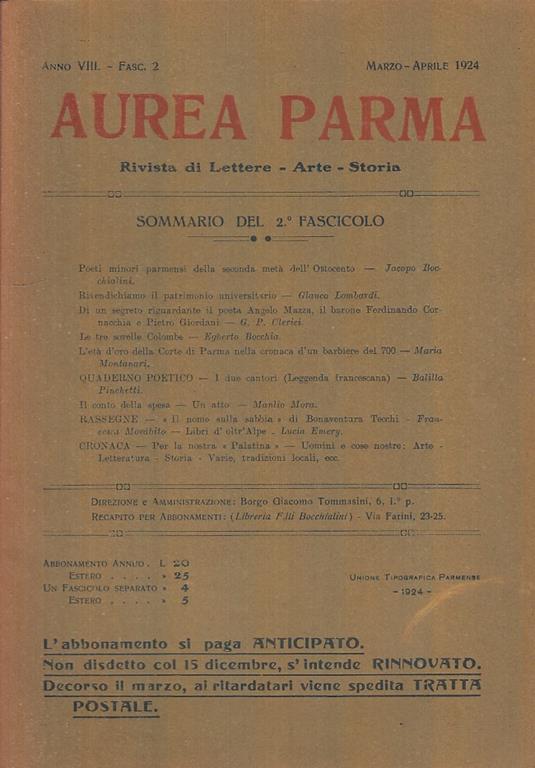 ANNO VIII. - FASC. 2
MARZO - APRILE 1924
AUREA PARMA
Rivista di Lettere - Arte - Storia
SOMMARIO DEL 2.º FASCICOLO
Poeti minori parmensi della seconda metà dell'Ottocento — Jacopo Boc-
chialini.
Rivendichiamo il patrimonio universitario — Glauco Lombardi.
Di un segreto riguardante il poeta Angelo Mazza, il barone Ferdinando Cor-
nacchia e Pietro Giordani — G. P. Clerici.
Le tre sorelle Colombe — Egberto Bocchia.
L'età d'oro della Corte di Parma nella cronaca d'un barbiere del 700 — Maria
Montanari.
QUADERNO POETICO — I due cantori (Leggenda francescana) — Balilla
Pinchetti.
Il conto della spesa — Un atto — Manlio Mora.
RASSEGNE — « Il nome sulla sabbia » di Bonaventura Tecchi - Fran-
cesca Morabito — Libri d'oltr'Alpe - Lucia Emery.
CRONACA — Per la nostra « Palatina » — Uomini e cose nostre: Arte -
Letteratura - Storia - Varie, tradizioni locali, ecc.
DIREZIONE e AMMINISTRAZIONE: Borgo Giacomo Tommasini, 6, 1.º p.
RECAPITO PER ABBONAMENTI: (Libreria F.lli Bocchialini) - Via Farini, 23-25.
ABBONAMENTO ANNUO . L 20
ESTERO . . . . » 25
UN FASCICOLO SEPARATO » 4
ESTERO . . . . » 5
UNIONE TIPOGRAFICA PARMENSE
- 1924 -
L'abbonamento si paga ANTICIPATO.
Non disdetto col 15 dicembre, s'intende RINNOVATO.
Decorso il marzo, ai ritardatari viene spedita TRATTA
POSTALE.